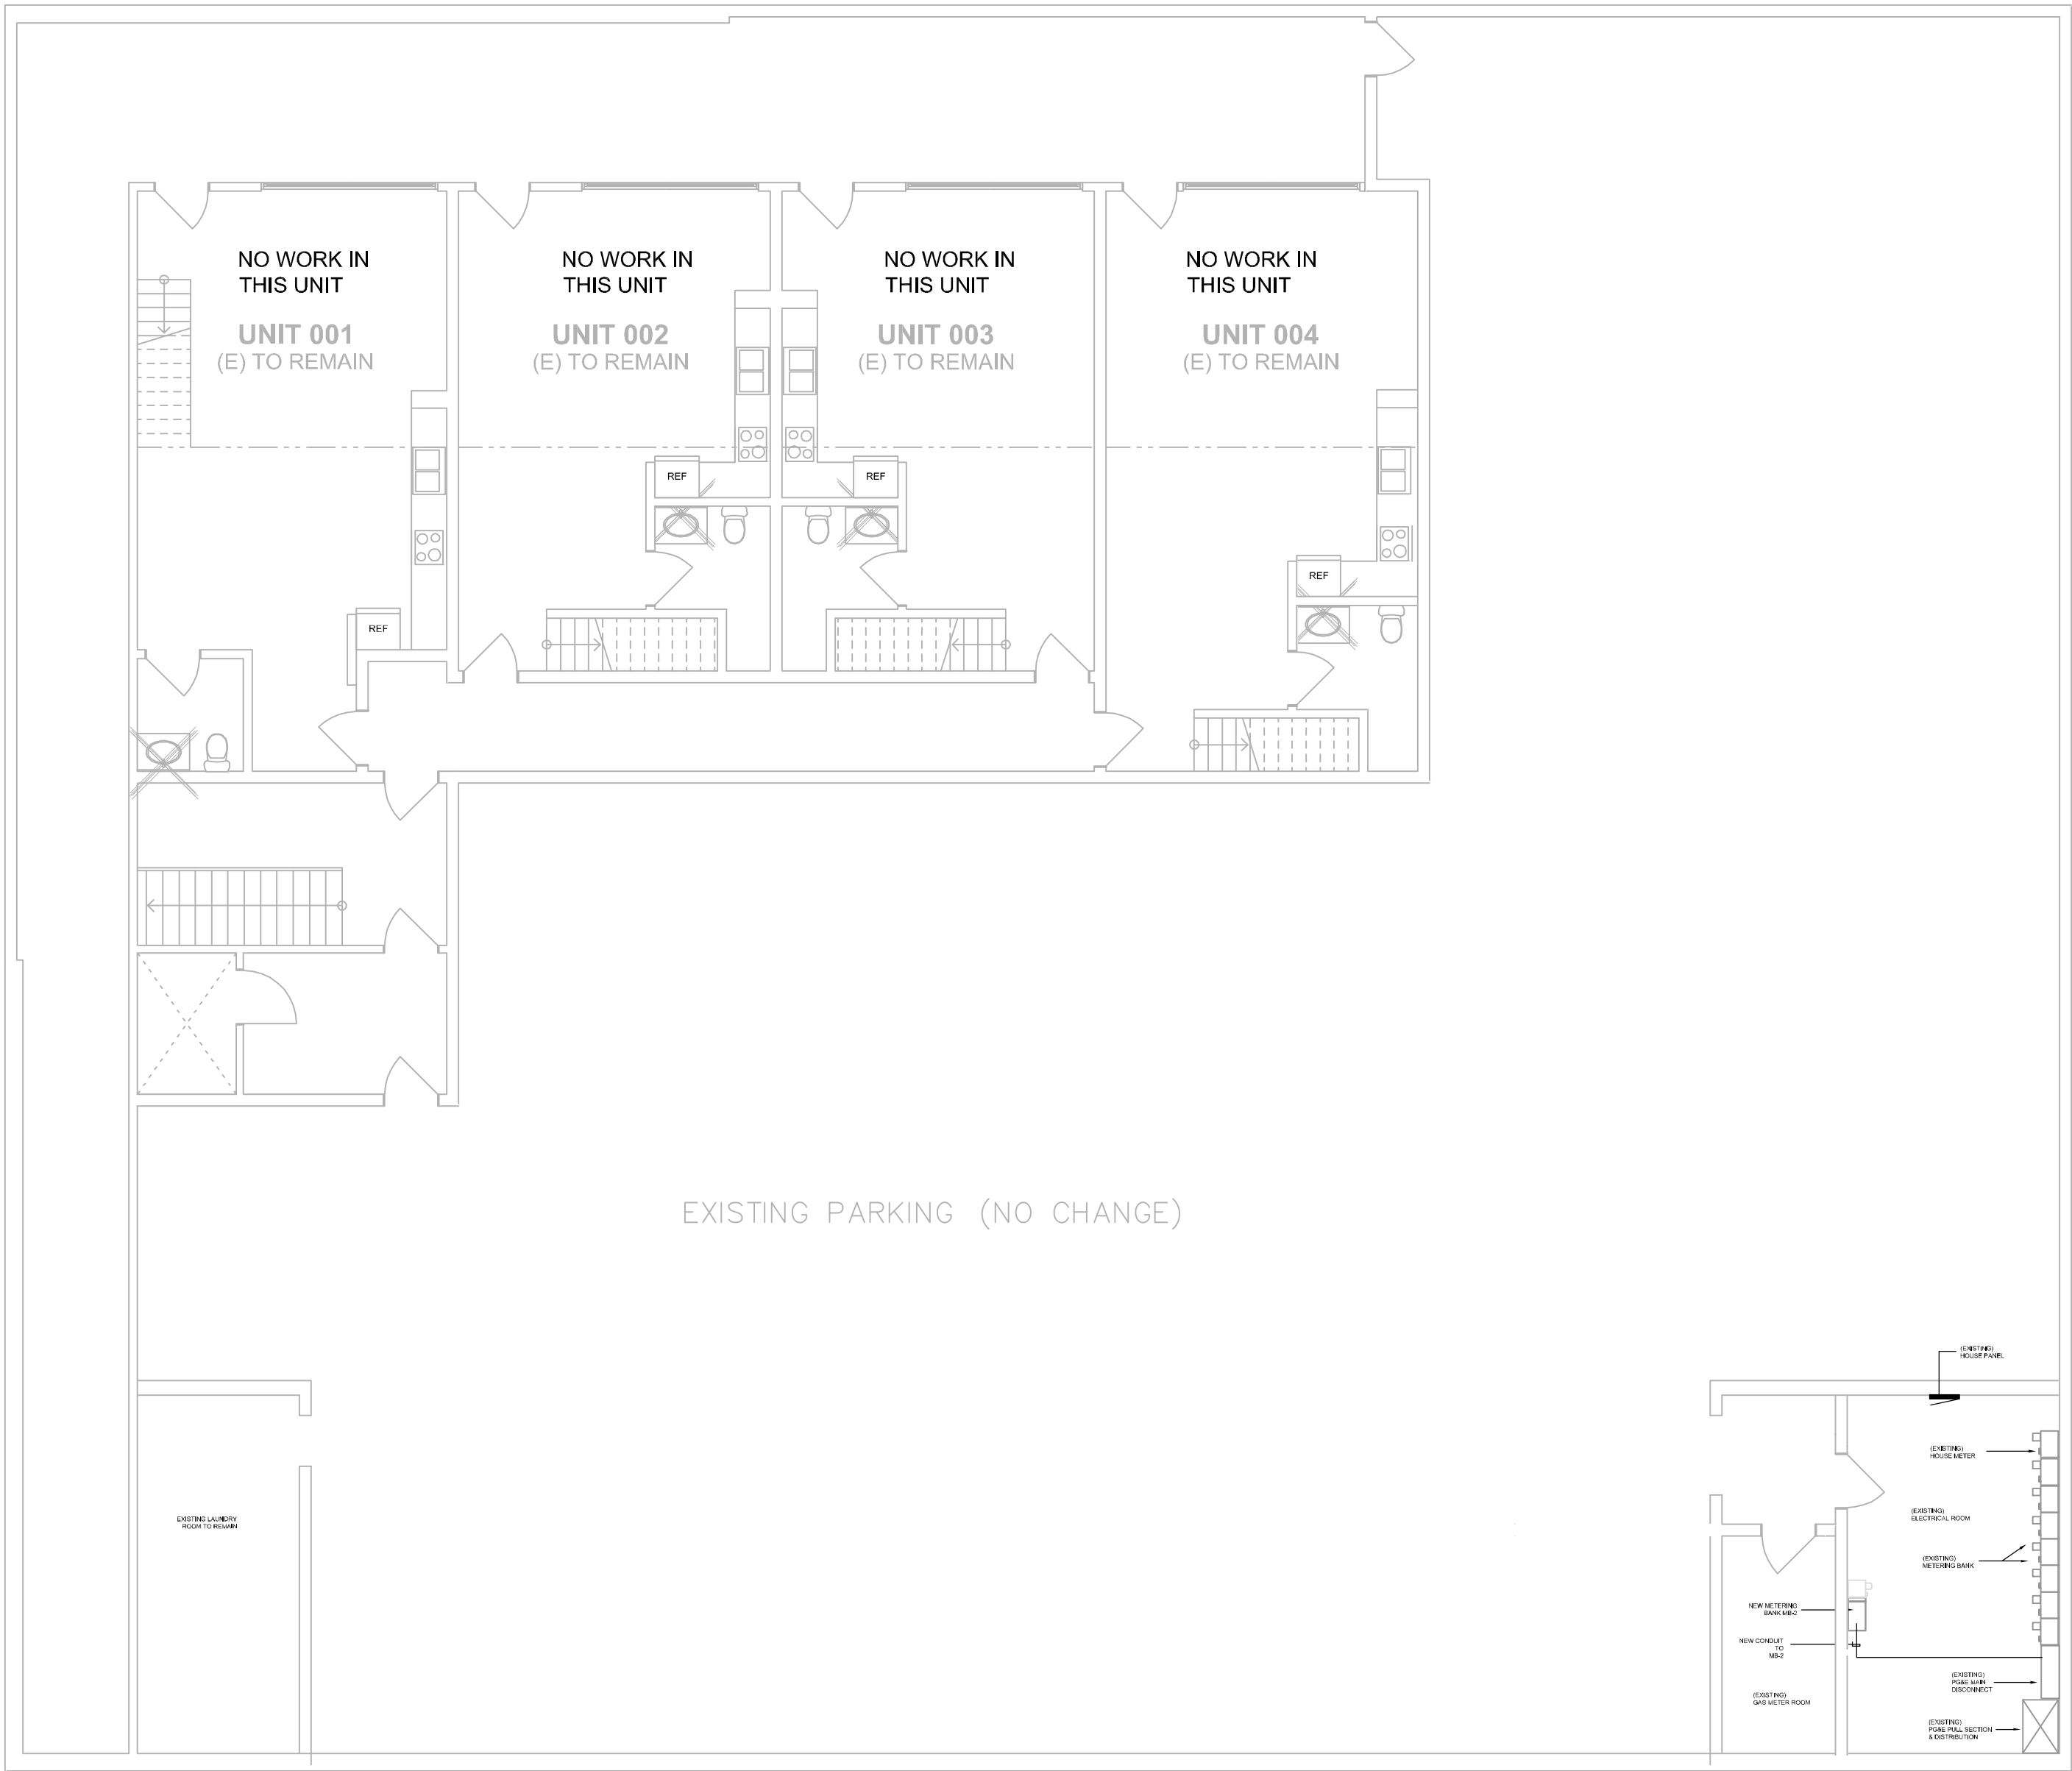 NO WORK IN
THIS UNIT
UNIT 001
(E) TO REMAIN
REF
NO WORK IN
THIS UNIT
UNIT 002
(E) TO REMAIN
REF
NO WORK IN
THIS UNIT
UNIT 003
(E) TO REMAIN
REF
NO WORK IN
THIS UNIT
UNIT 004
(E) TO REMAIN
REF
EXISTING PARKING (NO CHANGE)
EXISTING LAUNDRY
ROOM TO REMAIN
(EXISTING)
HOUSE PANEL
(EXISTING)
HOUSE METER
(EXISTING)
ELECTRICAL ROOM
(EXISTING)
METERING BANK
NEW METERING
BANK MB-2
NEW CONDUIT
TO
MB-2
(EXISTING)
PG&E MAIN
DISCONNECT
(EXISTING)
GAS METER ROOM
(EXISTING)
PG&E PULL SECTION
& DISTRIBUTION